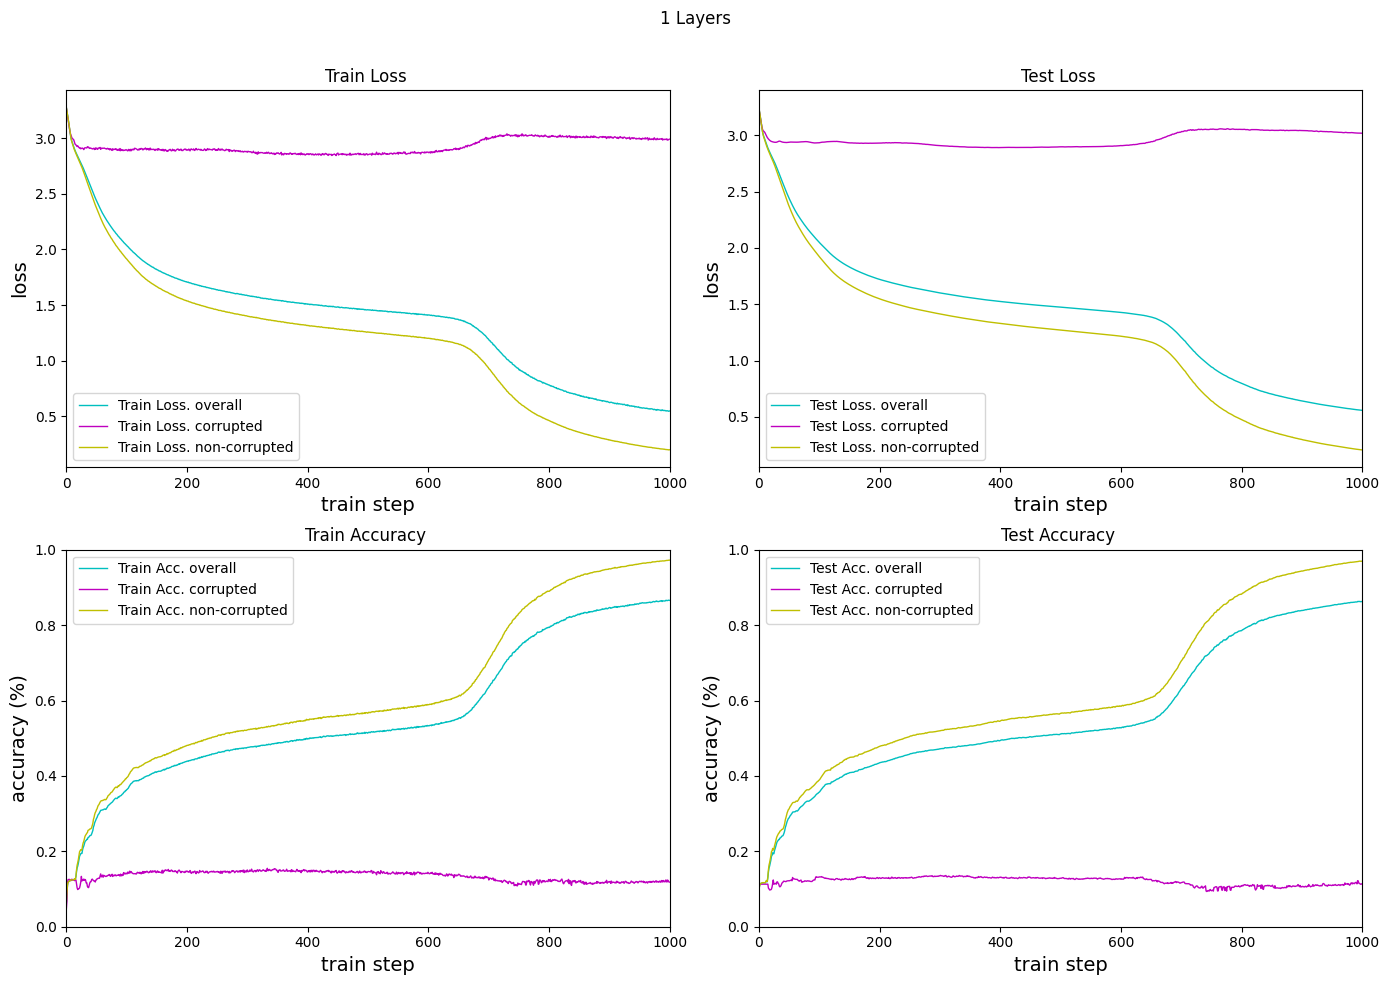 1 Layers
Train Loss
loss
3.0
2.5
2.0
1.5
1.0
0.5
Train Loss. overall
Train Loss. corrupted
Train Loss. non-corrupted
0 200 400 600 800 1000
train step
Test Loss
loss
3.0
2.5
2.0
1.5
1.0
0.5
Test Loss. overall
Test Loss. corrupted
Test Loss. non-corrupted
0 200 400 600 800 1000
train step
Train Accuracy
accuracy (%)
1.0
0.8
0.6
0.4
0.2
0.0
Train Acc. overall
Train Acc. corrupted
Train Acc. non-corrupted
0 200 400 600 800 1000
train step
Test Accuracy
accuracy (%)
1.0
0.8
0.6
0.4
0.2
0.0
Test Acc. overall
Test Acc. corrupted
Test Acc. non-corrupted
0 200 400 600 800 1000
train step